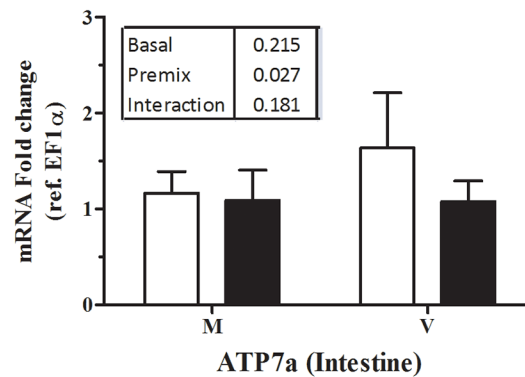 mRNA Fold change
(ref. EF1α)
3
2
1
0
Basal 0.215
Premix 0.027
Interaction 0.181
M V
ATP7a (Intestine)